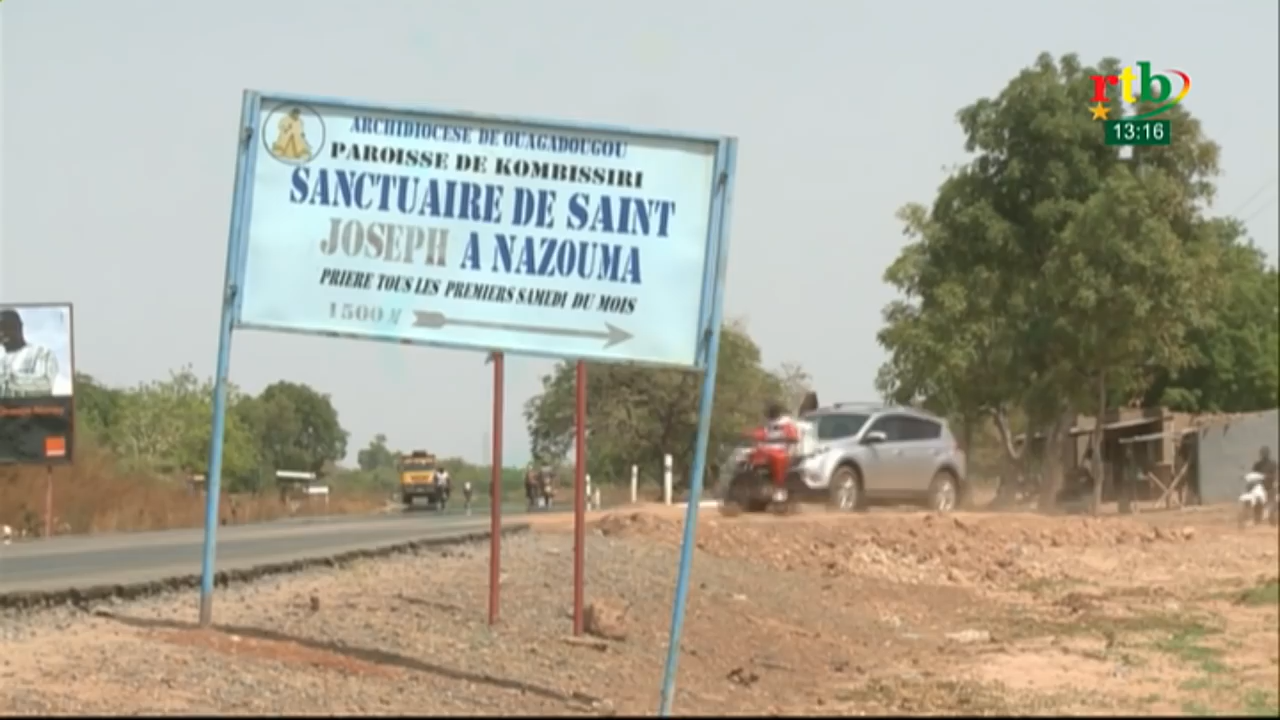 rtb
13:16
ARCHIDIOCESE DE OUAGADOUGOU
PAROISSE DE KOMBISSIRI
SANCTUAIRE DE SAINT
JOSEPH A NAZOUMA
PRIERE TOUS LES PREMIERS SAMEDI DU MOIS
1500 M